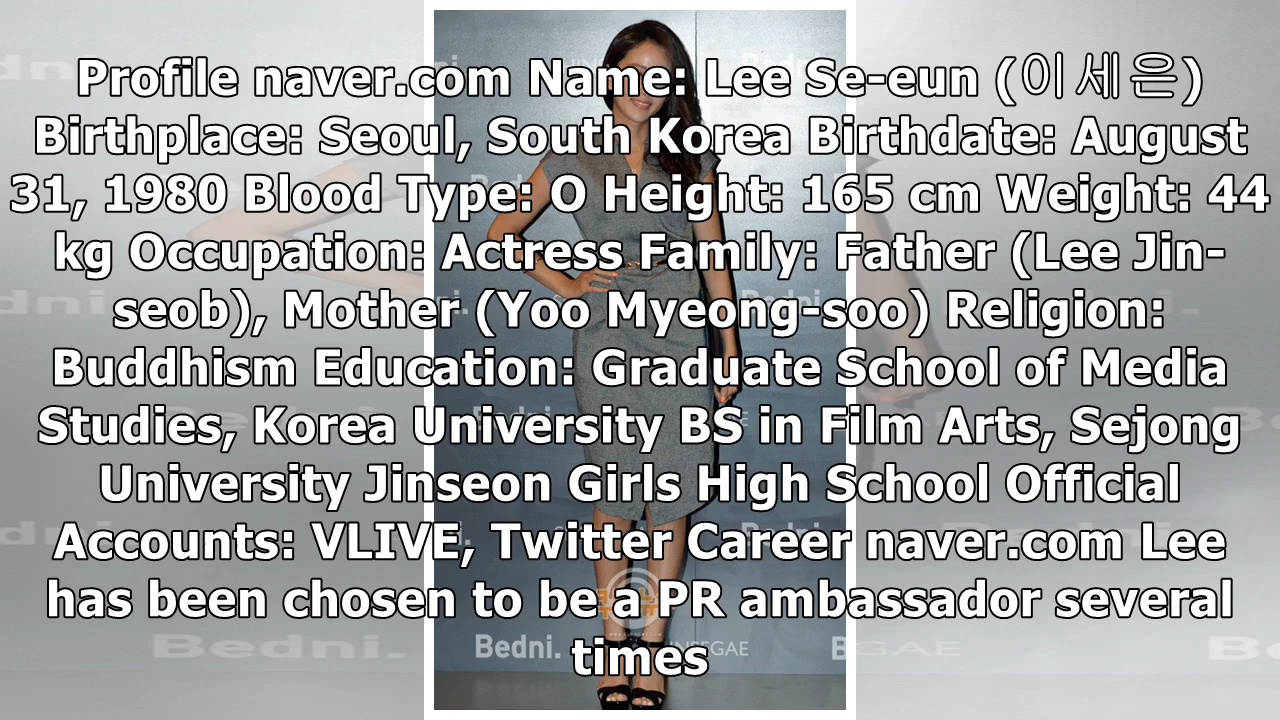 Profile naver.com Name: Lee Se-eun (이세은)
Birthplace: Seoul, South Korea Birthdate: August
31, 1980 Blood Type: O Height: 165 cm Weight: 44
kg Occupation: Actress Family: Father (Lee Jin-
seob), Mother (Yoo Myeong-soo) Religion:
Buddhism Education: Graduate School of Media
Studies, Korea University BS in Film Arts, Sejong
University Jinseon Girls High School Official
Accounts: VLIVE, Twitter Career naver.com Lee
has been chosen to be a PR ambassador several
times
Bedni.
Bedni.